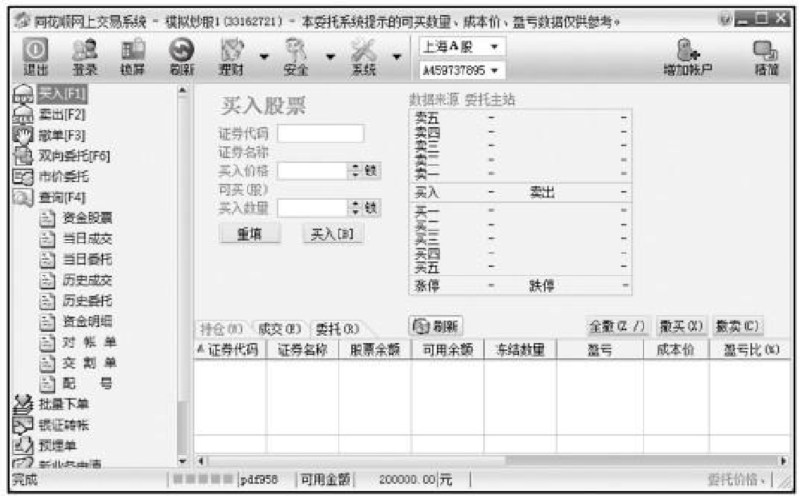 同花顺网上交易系统 - 模拟炒股1 (33162721) - 本委托系统提示的可买数量、成本价、盈亏数据仅供参考。
退出 登录 锁屏 刷新 理财 安全 系统 上海A股 A459737895 增加帐户 精简
买入[F1]
卖出[F2]
撤单[F3]
双向委托[F6]
市价委托
查询[F4]
资金股票
当日成交
当日委托
历史成交
历史委托
资金明细
对 帐 单
交 割 单
配 号
批量下单
银证转帐
预埋单
新业务申请
买入股票
证券代码
证券名称
买入价格 锁
可买(股)
买入数量 锁
重填 买入[B]
数据来源 委托主站
卖五 - -
卖四 - -
卖三 - -
卖二 - -
卖一 - -
买入 - 卖出 -
买一 - -
买二 - -
买三 - -
买四 - -
买五 - -
涨停 - 跌停 -
持仓(W) 成交(E) 委托(R) 刷新 全撤(Z /) 撤买(X) 撤卖(C)
证券代码 证券名称 股票余额 可用余额 冻结数量 盈亏 成本价 盈亏比(%)
完成 pdf958 可用金额 200000.00元 委托价格、